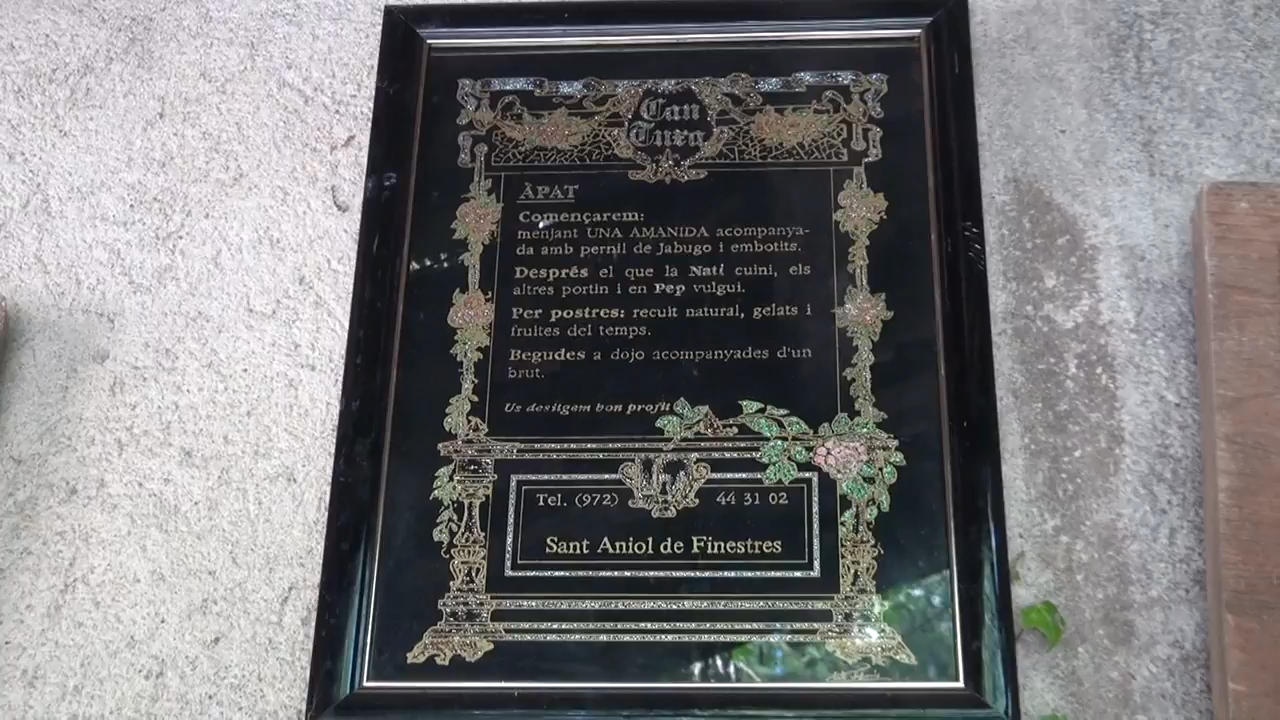 Can
Tura
ÀPAT
Començarem:
menjant UNA AMANIDA acompanya-
da amb pernil de Jabugo i embotits.
Després el que la Nati cuini, els
altres portin i en Pep vulgui.
Per postres: recuit natural, gelats i
fruites del temps.
Begudes a dojo acompanyades d'un
brut.
Us desitgem bon profit
Tel. (972) 44 31 02
Sant Aniol de Finestres